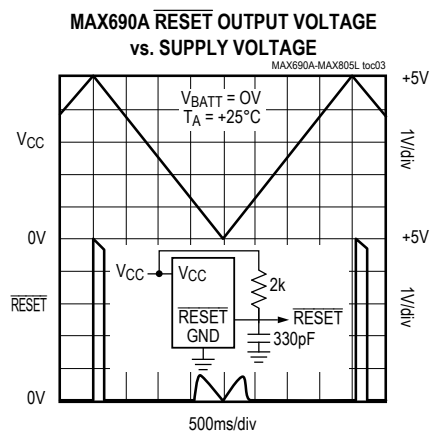 MAX690A RESET OUTPUT VOLTAGE
vs. SUPPLY VOLTAGE
MAX690A-MAX805L toc03
+5V
VBATT = 0V
TA = +25°C
VCC
1V/div
0V
+5V
VCC
VCC
2k
RESET
1V/div
RESET
RESET
GND
330pF
0V
0V
500ms/div